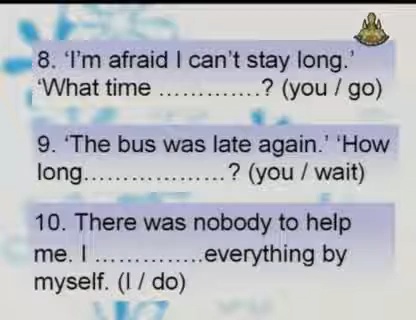 8. ‘I’m afraid I can’t stay long.’
‘What time .............? (you / go)
9. ‘The bus was late again.’ ‘How
long..................? (you / wait)
10. There was nobody to help
me. I ..............everything by
myself. (I / do)